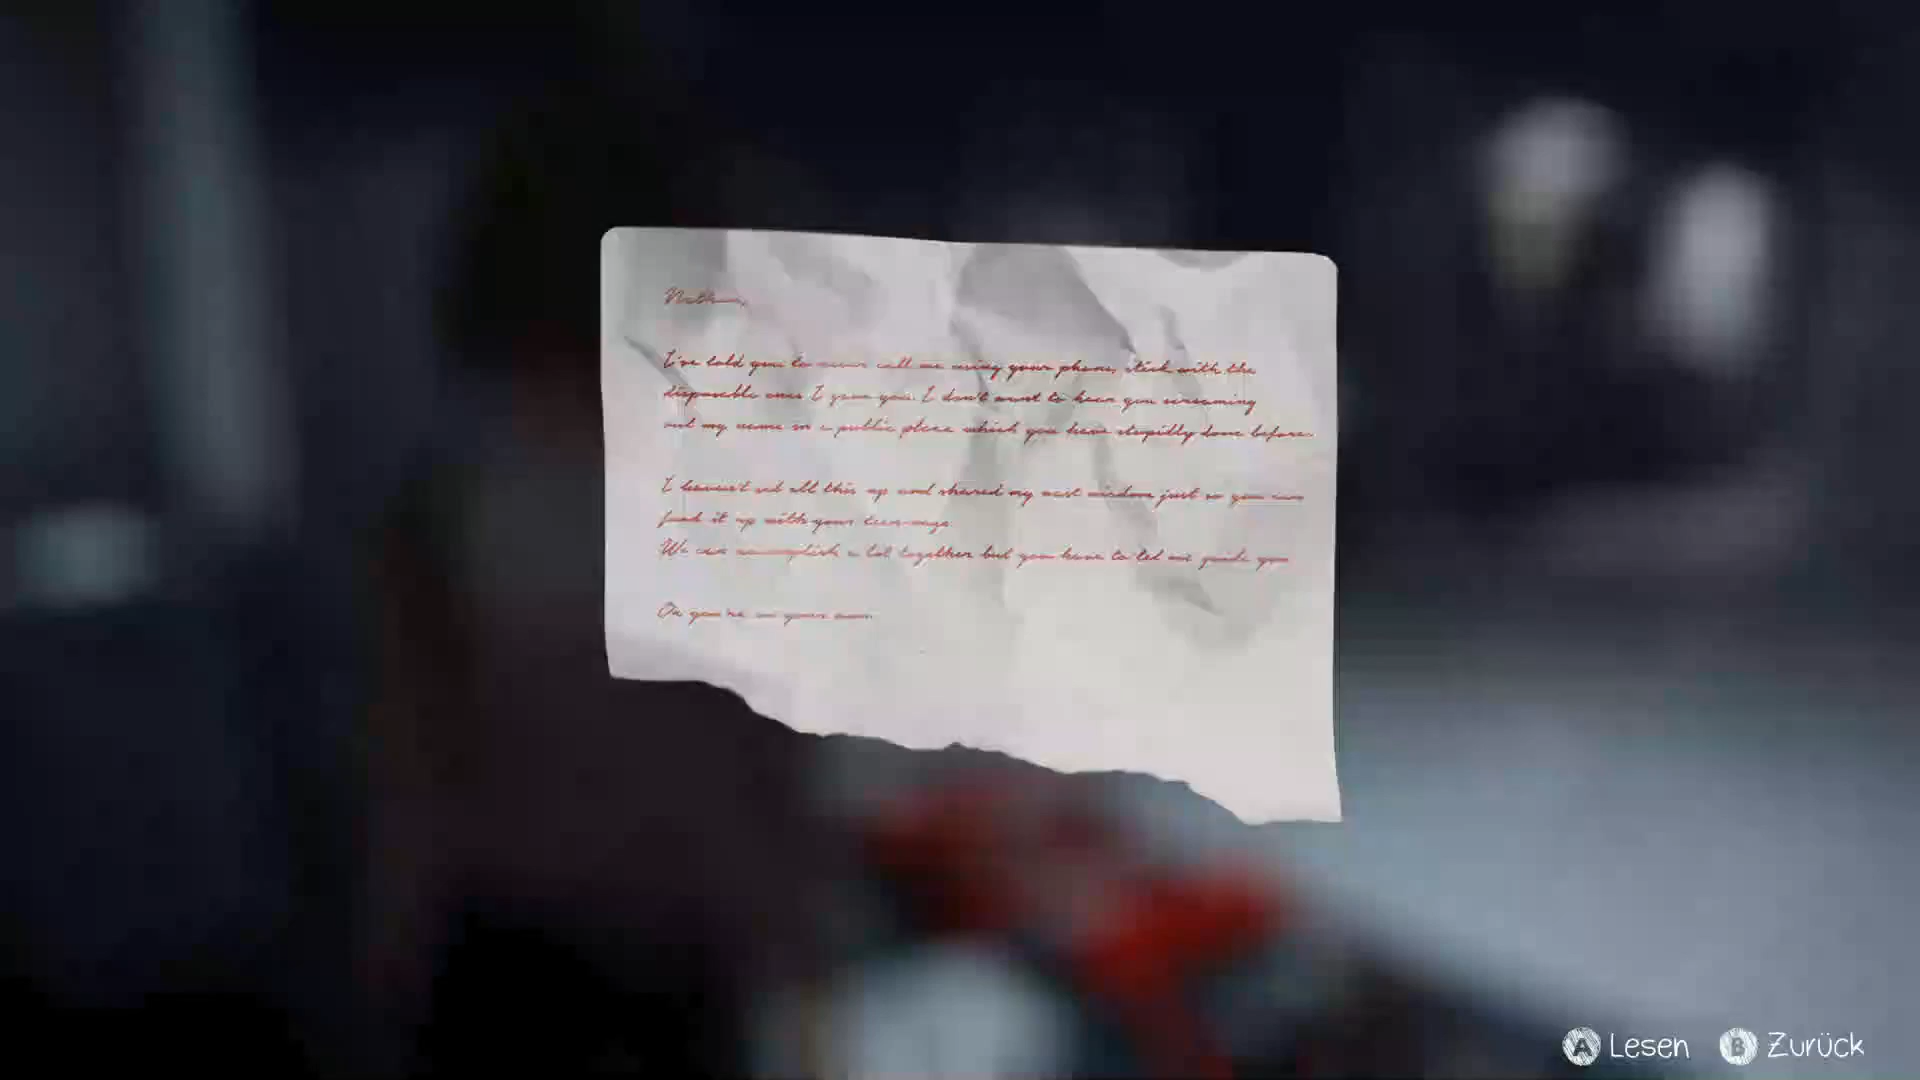 Nathan,
I've told you to never call me using your phone, stick with the
disposable ones I gave you. I don't want to hear you screaming
out my name in a public place which you have stupidly done before.
I haven't set all this up and shared my vast wisdom just so you can
fuck it up with your teen-rage.
We can accomplish a lot together but you have to let me guide you
Or you're on your own.
A Lesen B Zurück